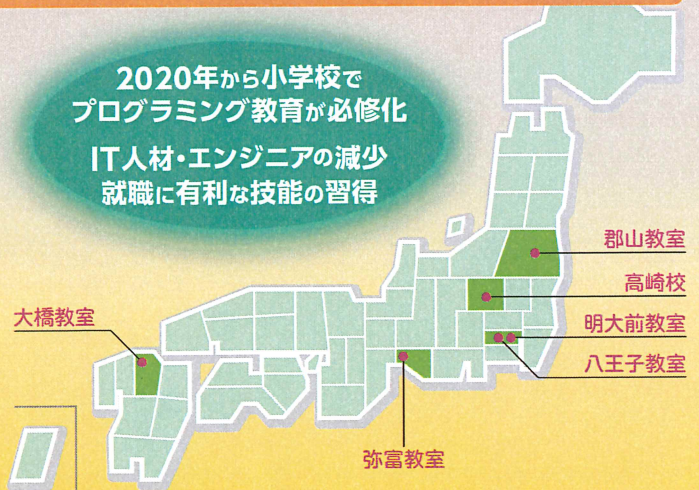 2020年から小学校で
プログラミング教育が必修化
IT人材・エンジニアの減少
就職に有利な技能の習得
郡山教室
高崎校
明大前教室
八王子教室
大橋教室
弥富教室